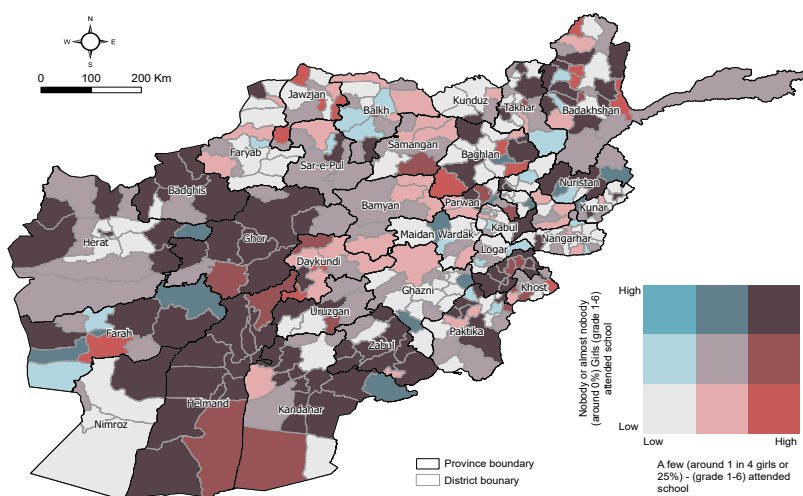 N
W E
S
0 100 200 Km
Jawzjan
Balkh
Kunduz
Takhar
Badakhshan
Faryab
Sar-e-Pul
Samangan
Baghlan
Badghis
Nuristan
Bamyan
Parwan
Kunar
Herat
Ghor
Maidan Wardak
Kabul
Nangarhar
Logar
Daykundi
Ghazni
Khost
Farah
Uruzgan
Paktika
Zabul
Helmand
Kandahar
Nimroz
Province boundary
District bounary
High
Low
Nobody or almost nobody
(around 0%) Girls (grade 1-6)
attended school
Low High
A few (around 1 in 4 girls or
25%) - (grade 1-6) attended
school